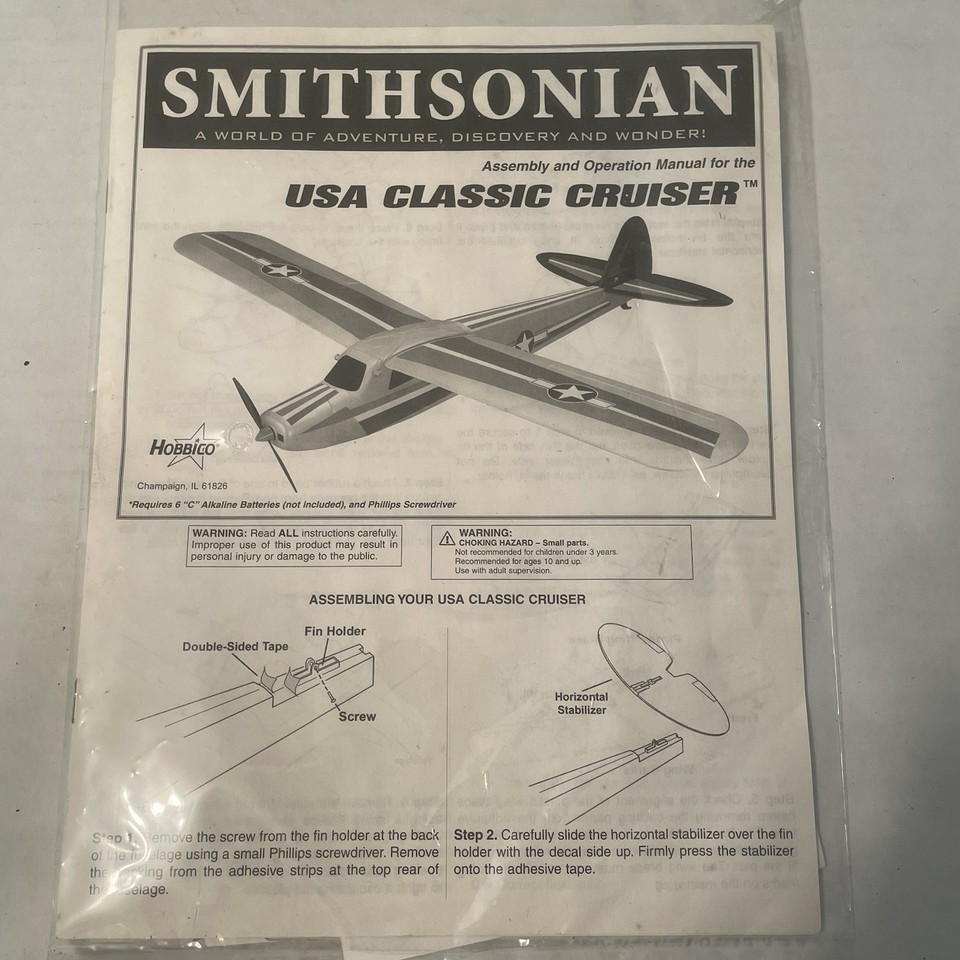 SMITHSONIAN
A WORLD OF ADVENTURE, DISCOVERY AND WONDER!
Assembly and Operation Manual for the
USA CLASSIC CRUISER™
HOBBICO®
Champaign, IL 61826
*Requires 6 “C” Alkaline Batteries (not included), and Phillips Screwdriver
WARNING: Read ALL instructions carefully.
Improper use of this product may result in
personal injury or damage to the public.
WARNING:
CHOKING HAZARD – Small parts.
Not recommended for children under 3 years.
Recommended for ages 10 and up.
Use with adult supervision.
ASSEMBLING YOUR USA CLASSIC CRUISER
Fin Holder
Double-Sided Tape
Screw
Step 1. Remove the screw from the fin holder at the back
of the fuselage using a small Phillips screwdriver. Remove
the backing from the adhesive strips at the top rear of
the fuselage.
Horizontal
Stabilizer
Step 2. Carefully slide the horizontal stabilizer over the fin
holder with the decal side up. Firmly press the stabilizer
onto the adhesive tape.